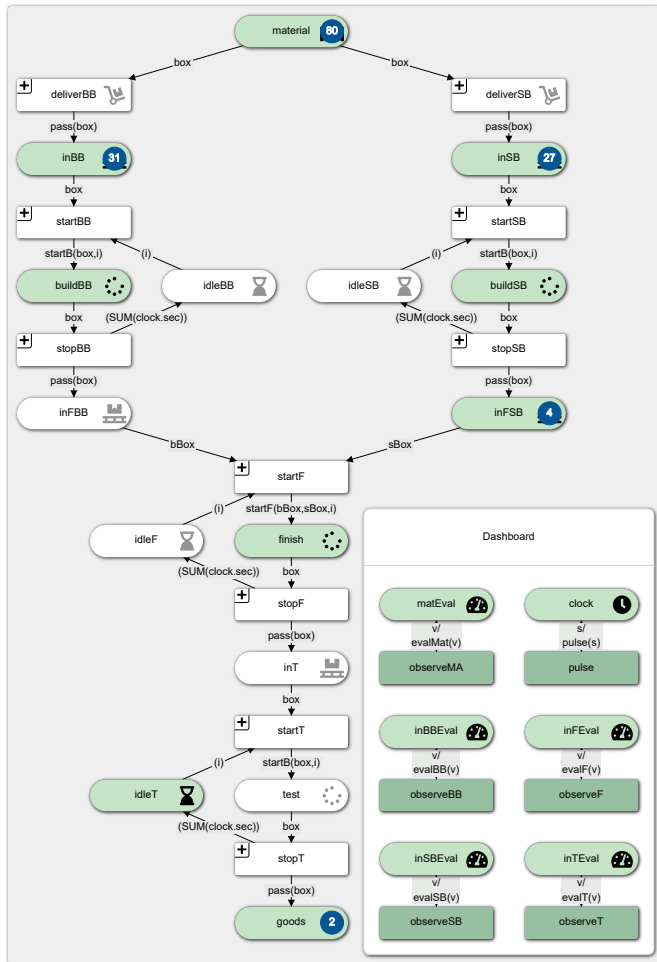 material 80
box box
+ deliverBB + deliverSB
pass(box) pass(box)
inBB 31 inSB 27
box box
+ startBB + startSB
startB(box,i) (i) (i) startB(box,i)
buildBB idleBB idleSB buildSB
box (SUM(clock.sec)) (SUM(clock.sec)) box
+ stopBB + stopSB
pass(box) pass(box)
inFBB inFSB 4
bBox sBox
+ startF
(i) startF(bBox,sBox,i)
idleF finish
(SUM(clock.sec)) box
+ stopF
pass(box)
inT
box
+ startT
(i) startB(box,i)
idleT test
(SUM(clock.sec)) box
+ stopT
pass(box)
goods 2
Dashboard
matEval clock
v/ s/
evalMat(v) pulse(s)
observeMA pulse
inBBEval inFEval
v/ v/
evalBB(v) evalF(v)
observeBB observeF
inSBEval inTEval
v/ v/
evalSB(v) evalT(v)
observeSB observeT